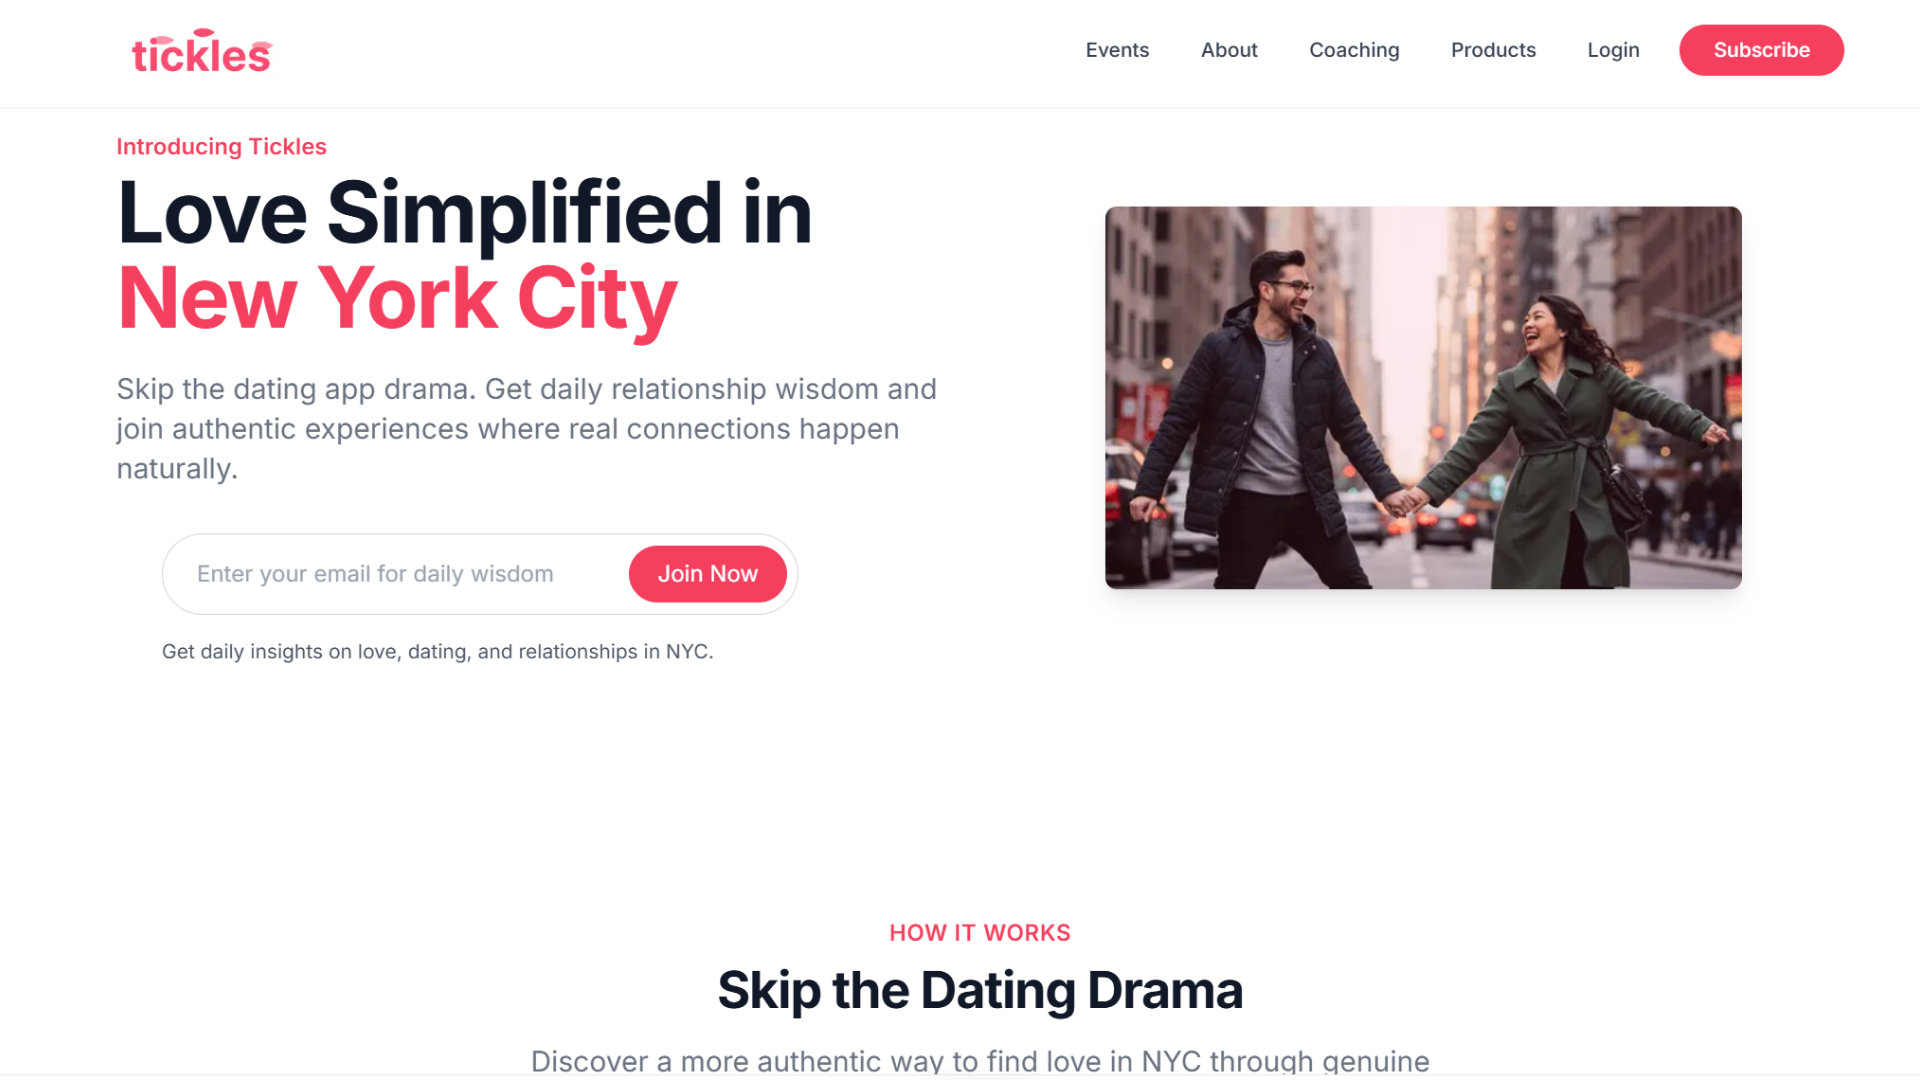 tickles
Events
About
Coaching
Products
Login
Subscribe
Introducing Tickles
Love Simplified in
New York City
Skip the dating app drama. Get daily relationship wisdom and
join authentic experiences where real connections happen
naturally.
Enter your email for daily wisdom
Join Now
Get daily insights on love, dating, and relationships in NYC.
HOW IT WORKS
Skip the Dating Drama
Discover a more authentic way to find love in NYC through genuine